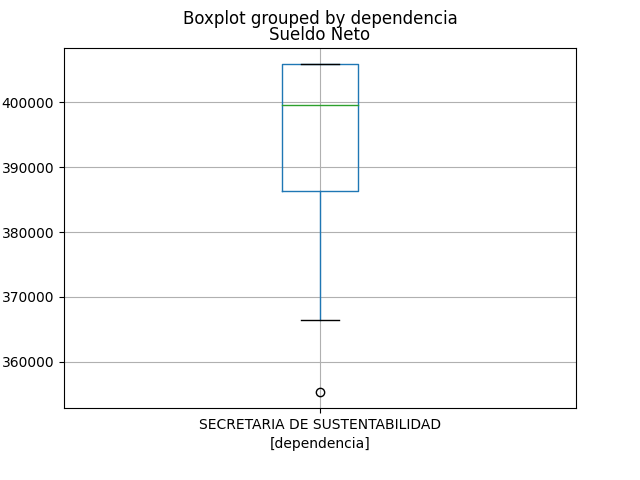 Boxplot grouped by dependencia
Sueldo Neto
400000
390000
380000
370000
360000
SECRETARIA DE SUSTENTABILIDAD
[dependencia]